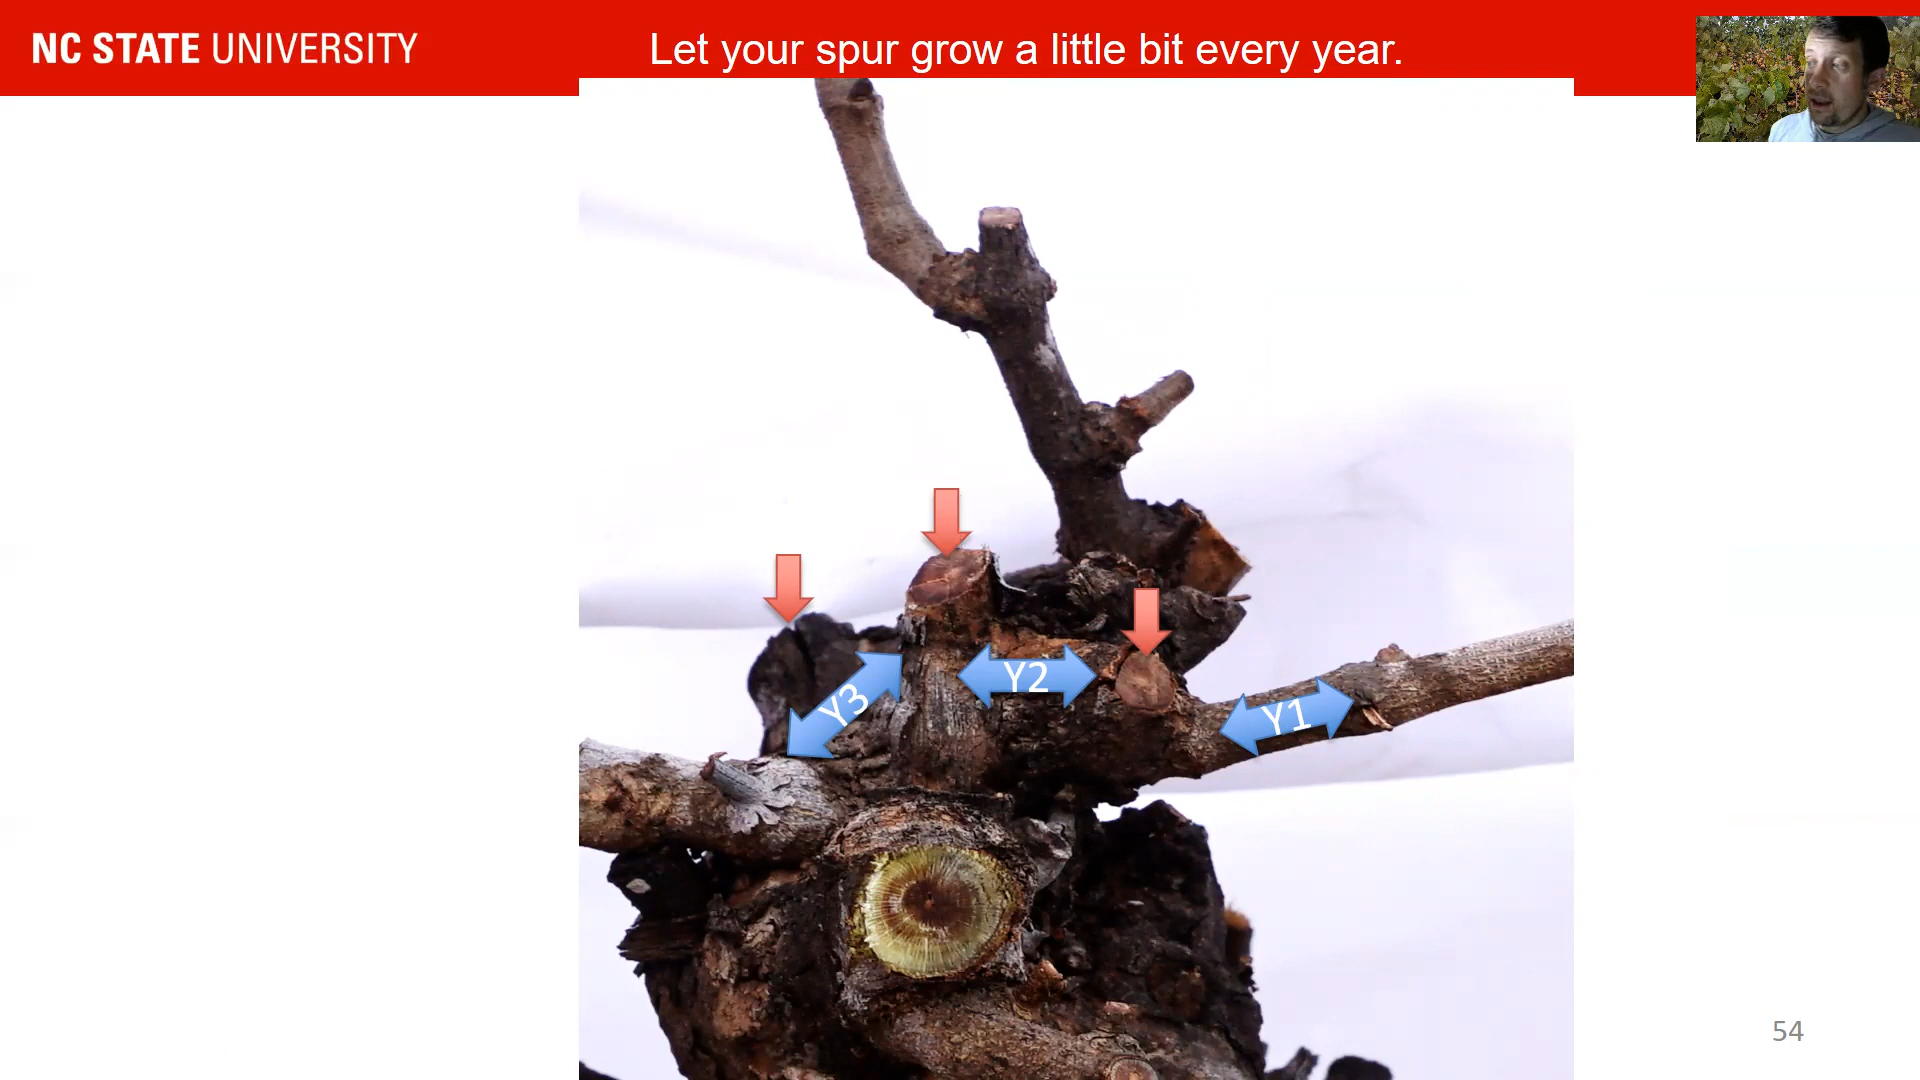 NC STATE UNIVERSITY
Let your spur grow a little bit every year.
Y3
Y2
Y1
54